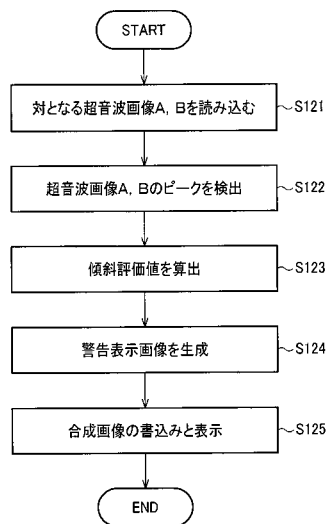 START
対となる超音波画像A, Bを読み込む
S121
超音波画像A, Bのピークを検出
S122
傾斜評価値を算出
S123
警告表示画像を生成
S124
合成画像の書込みと表示
S125
END